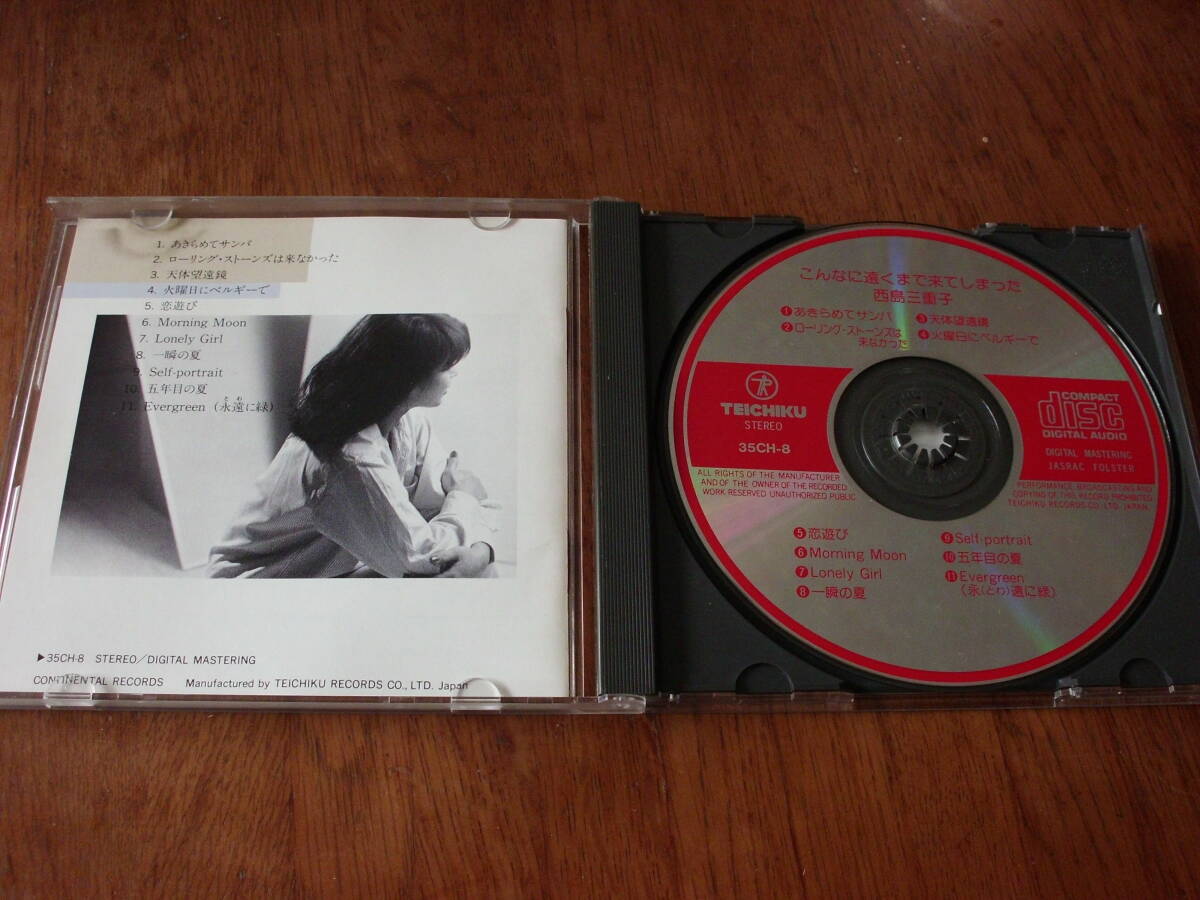 1. あきらめてサンバ
2. ローリング・ストーンズは来なかった
3. 天体望遠鏡
4. 火曜日にベルギーで
5. 恋遊び
6. Morning Moon
7. Lonely Girl
8. 一瞬の夏
9. Self-portrait
10. 五年目の夏
11. Evergreen (永遠に緑)
とわ
▶35CH-8 STEREO/DIGITAL MASTERING
CONTINENTAL RECORDS Manufactured by TEICHIKU RECORDS CO., LTD. Japan
こんなに遠くまで来てしまった
西島三重子
❶あきらめてサンバ
❷ローリング・ストーンズは
来なかった
❸天体望遠鏡
❹火曜日にベルギーで
TEICHIKU
STEREO
35CH-8
COMPACT
disc
DIGITAL AUDIO
DIGITAL MASTERING
JASRAC FOLSTER
ALL RIGHTS OF THE MANUFACTURER
AND OF THE OWNER OF THE RECORDED
WORK RESERVED UNAUTHORIZED PUBLIC
PERFORMANCE, BROADCASTING AND
COPYING OF THIS RECORD PROHIBITED
TEICHIKU RECORDS CO., LTD. JAPAN.
❺恋遊び
❻Morning Moon
❼Lonely Girl
❽一瞬の夏
❾Self-portrait
❿五年目の夏
⓫Evergreen
(永(とわ)遠に緑)